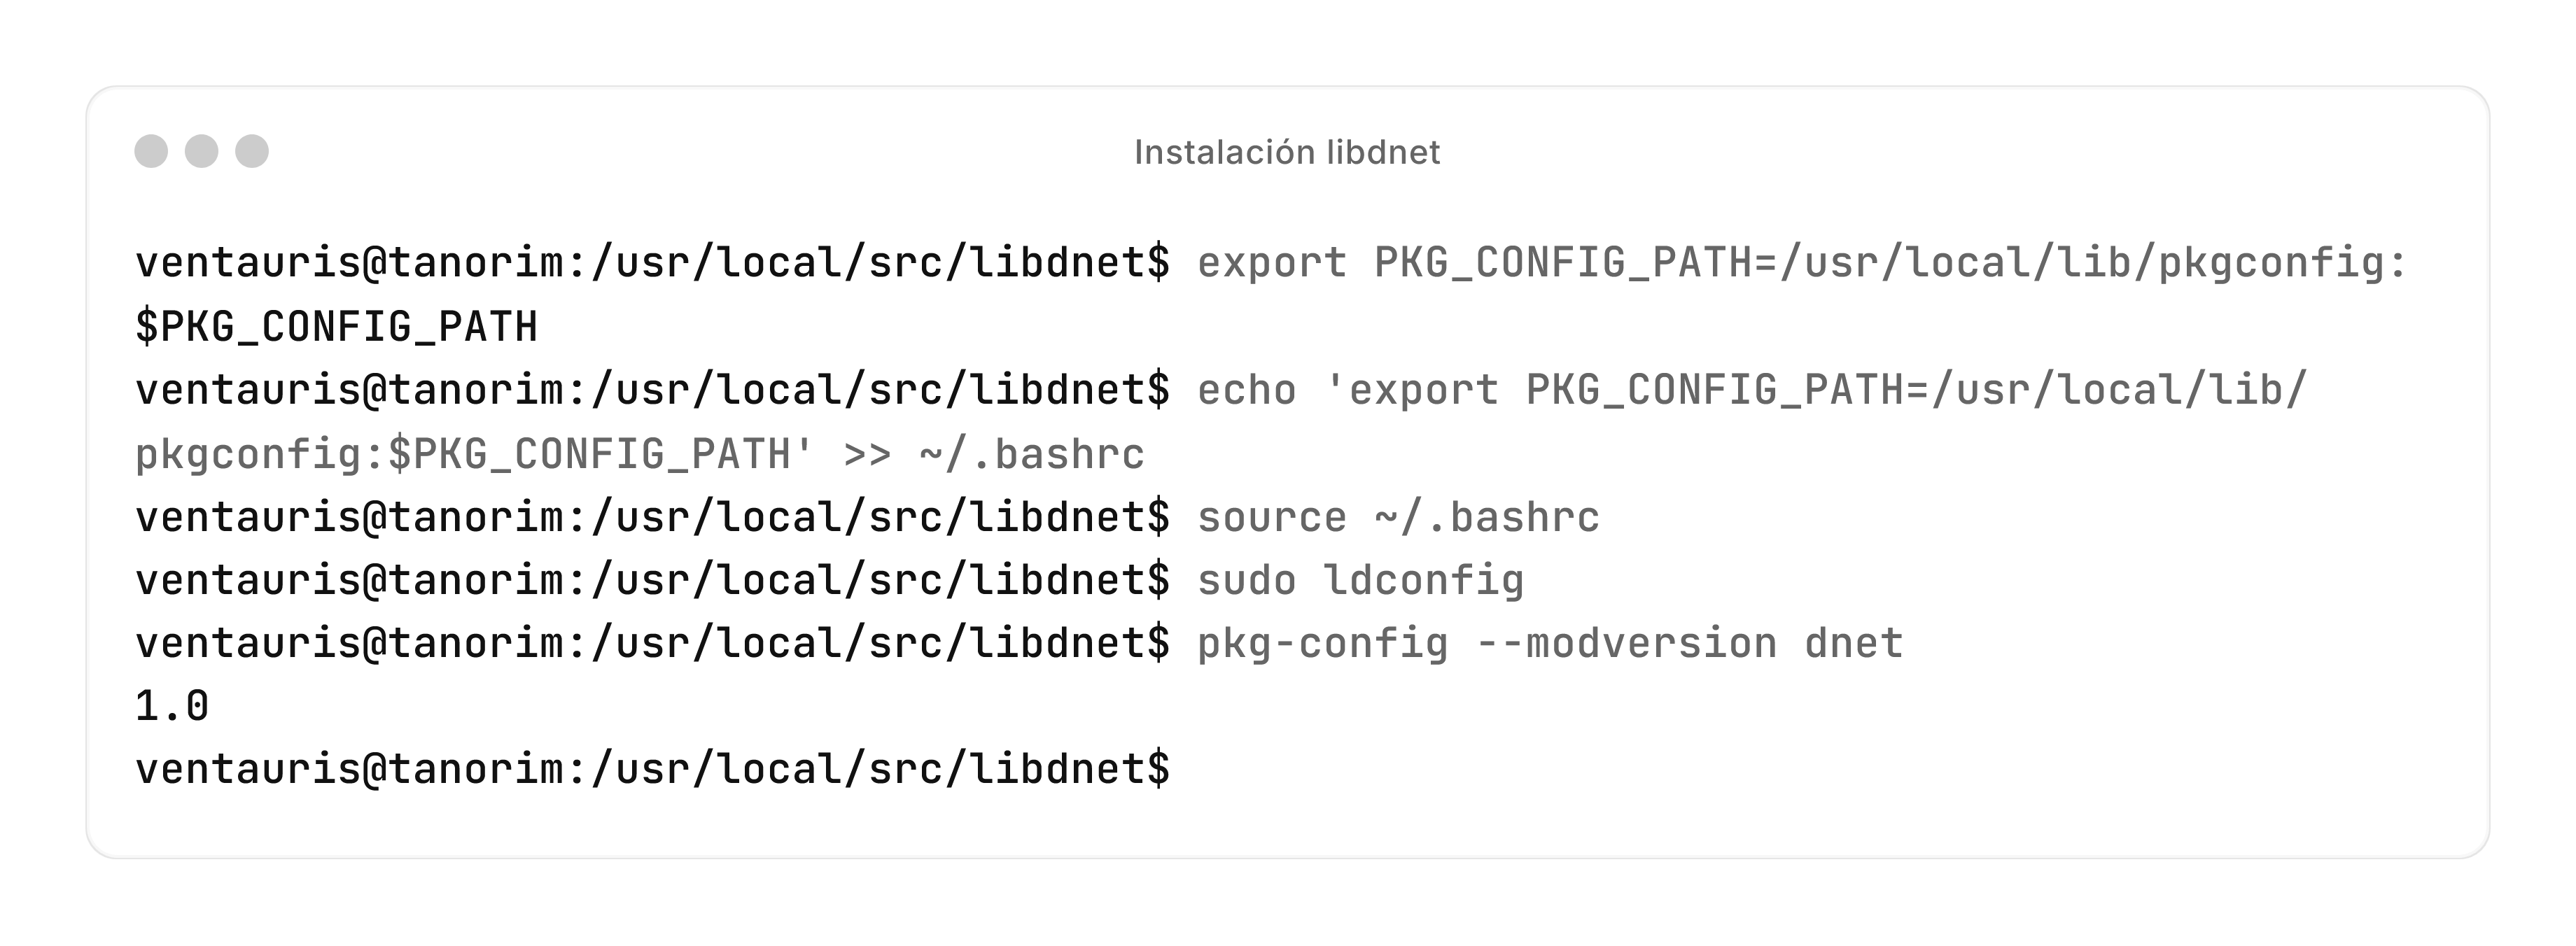 Instalación libdnet
ventauris@tanorim:/usr/local/src/libdnet$ export PKG_CONFIG_PATH=/usr/local/lib/pkgconfig:
$PKG_CONFIG_PATH
ventauris@tanorim:/usr/local/src/libdnet$ echo 'export PKG_CONFIG_PATH=/usr/local/lib/
pkgconfig:$PKG_CONFIG_PATH' >> ~/.bashrc
ventauris@tanorim:/usr/local/src/libdnet$ source ~/.bashrc
ventauris@tanorim:/usr/local/src/libdnet$ sudo ldconfig
ventauris@tanorim:/usr/local/src/libdnet$ pkg-config --modversion dnet
1.0
ventauris@tanorim:/usr/local/src/libdnet$